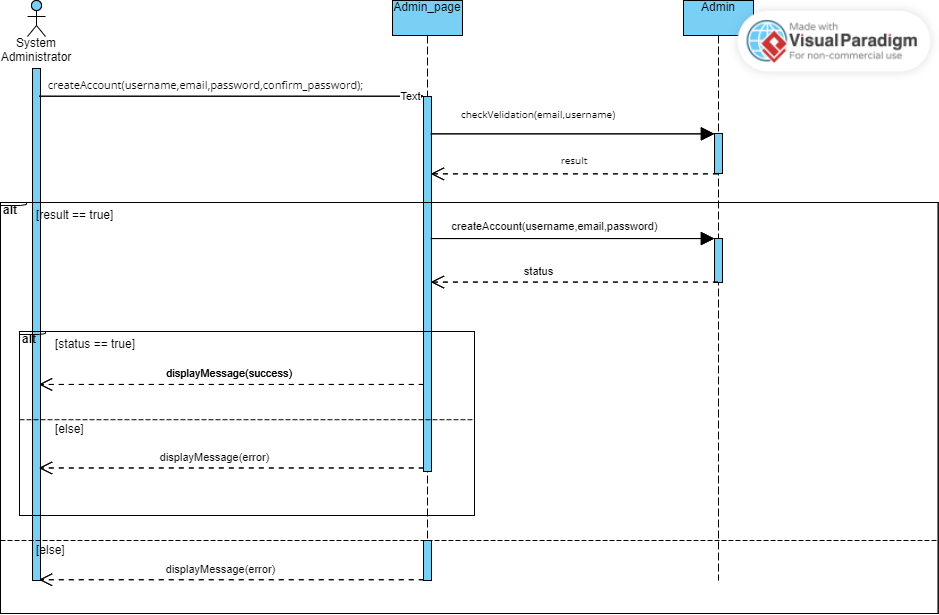 Admin_page
Admin
Made with
VisualParadigm
For non-commercial use
System
Administrator
createAccount(username,email,password,confirm_password);
Text
checkVelidation(email,username)
result
alt
[result == true]
createAccount(username,email,password)
status
alt
[status == true]
displayMessage(success)
[else]
displayMessage(error)
[else]
displayMessage(error)